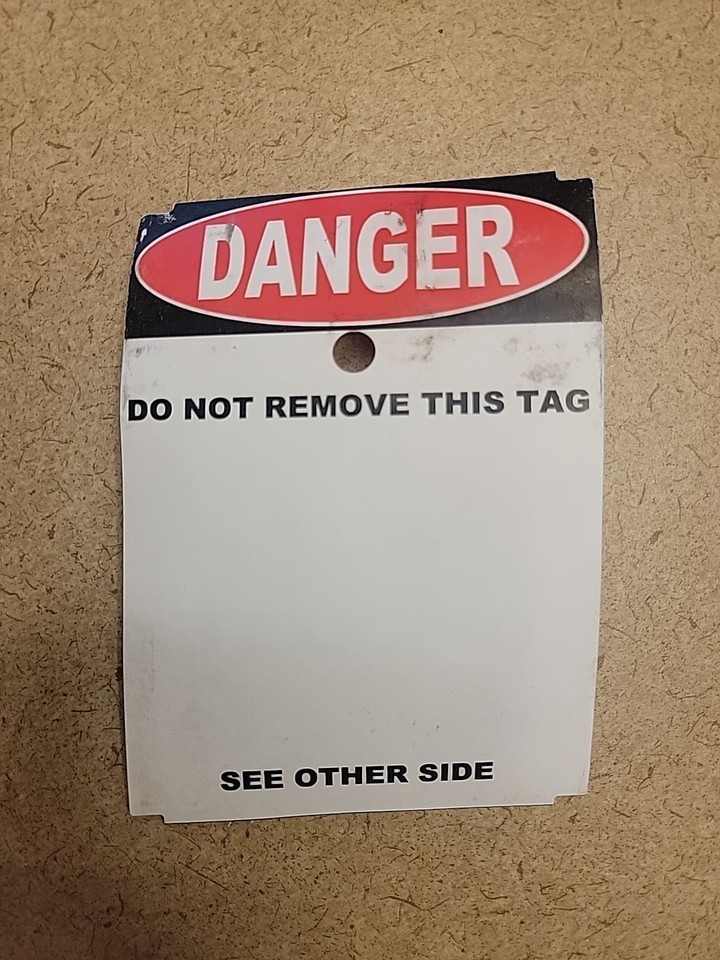 DANGER
DO NOT REMOVE THIS TAG
SEE OTHER SIDE